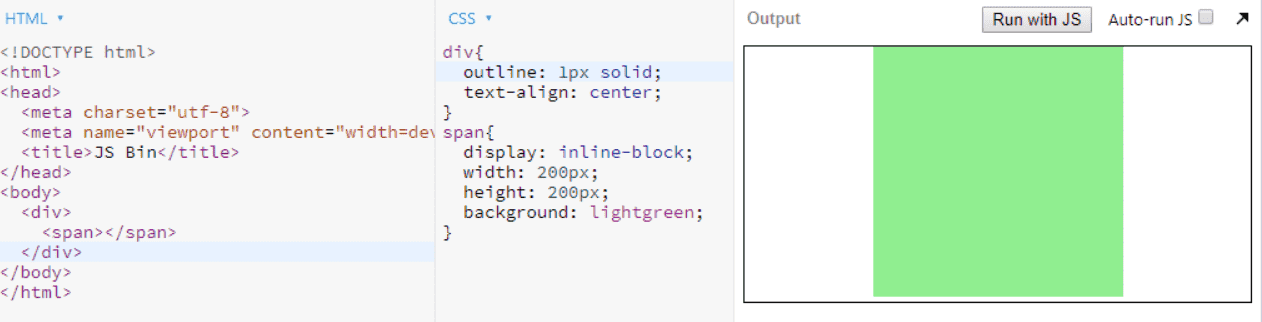 HTML ▾
<!DOCTYPE html>
<html>
<head>
  <meta charset="utf-8">
  <meta name="viewport" content="width=dev
  <title>JS Bin</title>
</head>
<body>
  <div>
    <span></span>
  </div>
</body>
</html>
CSS ▾
div{
  outline: 1px solid;
  text-align: center;
}
span{
  display: inline-block;
  width: 200px;
  height: 200px;
  background: lightgreen;
}
Output
Run with JS
Auto-run JS